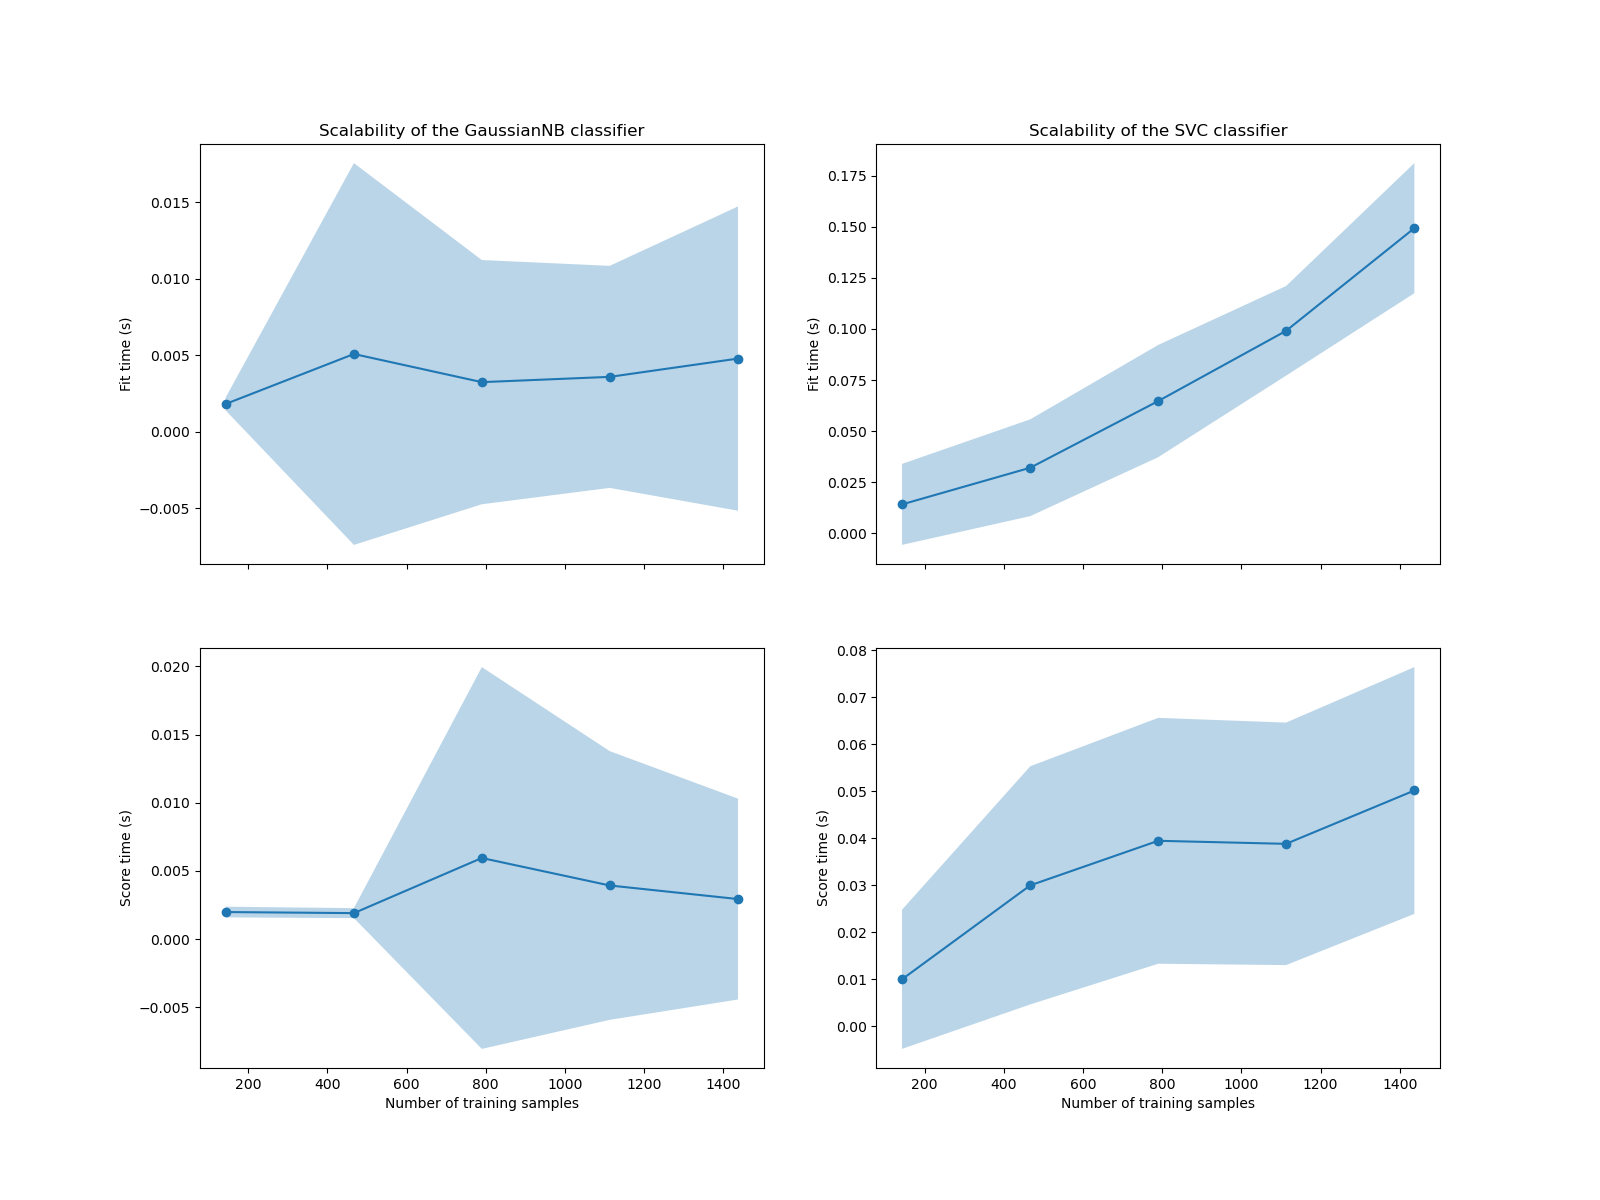 Scalability of the GaussianNB classifier
Fit time (s)
0.015
0.010
0.005
0.000
−0.005
Scalability of the SVC classifier
Fit time (s)
0.175
0.150
0.125
0.100
0.075
0.050
0.025
0.000
Score time (s)
0.020
0.015
0.010
0.005
0.000
−0.005
200 400 600 800 1000 1200 1400
Number of training samples
Score time (s)
0.08
0.07
0.06
0.05
0.04
0.03
0.02
0.01
0.00
200 400 600 800 1000 1200 1400
Number of training samples